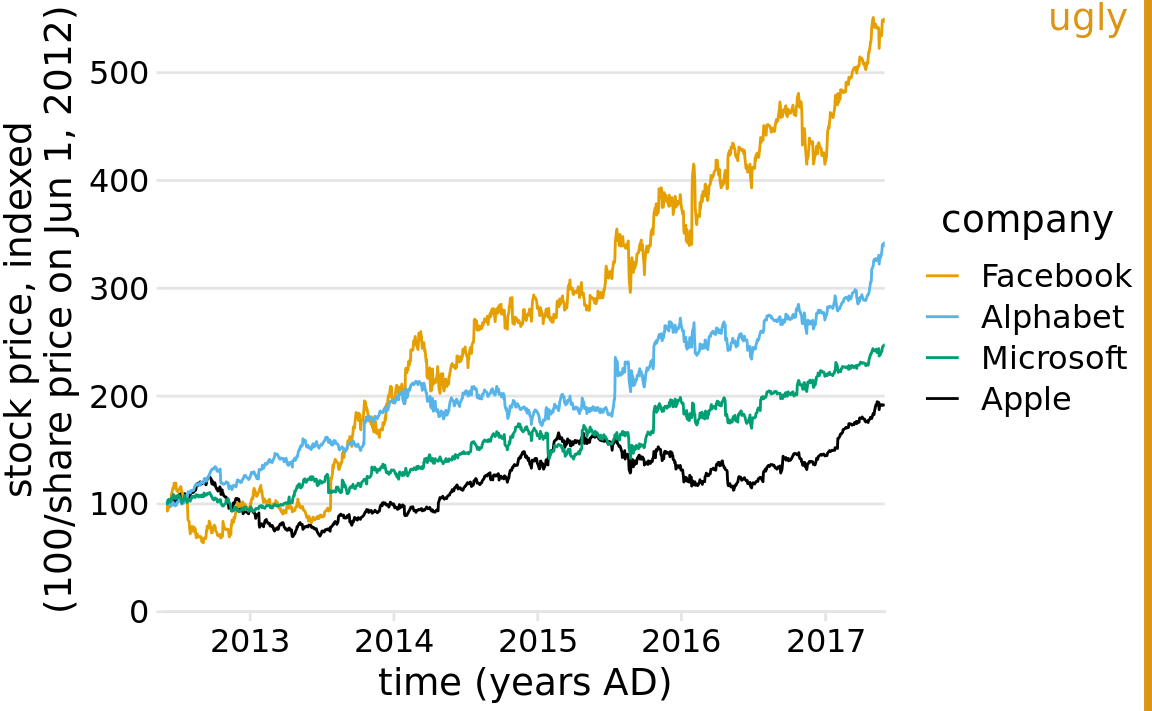 ugly
stock price, indexed
(100/share price on Jun 1, 2012)
500
400
300
200
100
0
2013 2014 2015 2016 2017
time (years AD)
company
Facebook
Alphabet
Microsoft
Apple